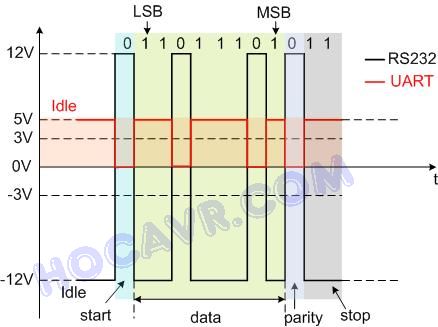 LSB MSB
0 1 1 0 1 1 1 0 1 0 1 1
12V
RS232
UART
Idle
5V
3V
0V
t
-3V
-12V
Idle
start data parity stop
HOCAVR.COM